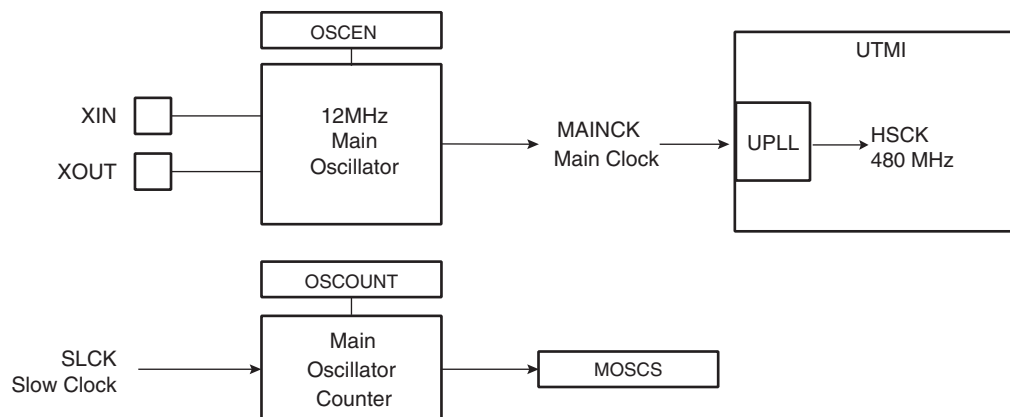 OSCEN
UTMI
XIN
XOUT
12MHz
Main
Oscillator
MAINCK
Main Clock
UPLL
HSCK
480 MHz
OSCOUNT
SLCK
Slow Clock
Main
Oscillator
Counter
MOSCS